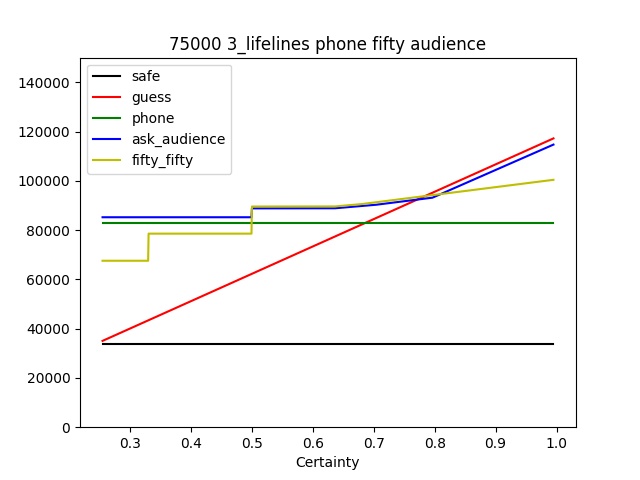 75000 3_lifelines phone fifty audience
safe
guess
phone
ask_audience
fifty_fifty
140000
120000
100000
80000
60000
40000
20000
0
0.3 0.4 0.5 0.6 0.7 0.8 0.9 1.0
Certainty